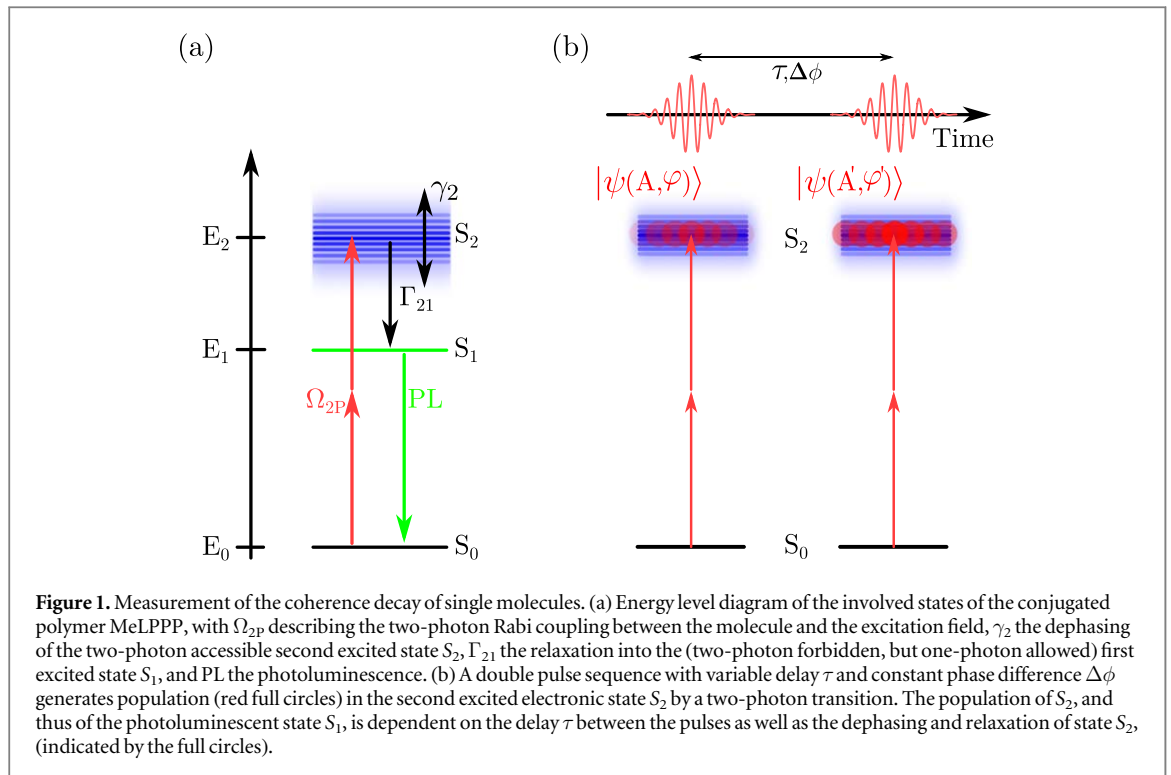 (a)
(b)
τ,Δϕ
Time
|ψ(A,φ)⟩
|ψ(A',φ')⟩
γ₂
E₂
S₂
S₂
Γ₂₁
E₁
S₁
Ω₂P
PL
E₀
S₀
S₀
Figure 1. Measurement of the coherence decay of single molecules. (a) Energy level diagram of the involved states of the conjugated
polymer MeLPPP, with Ω₂P describing the two-photon Rabi coupling between the molecule and the excitation field, γ₂ the dephasing
of the two-photon accessible second excited state S₂, Γ₂₁ the relaxation into the (two-photon forbidden, but one-photon allowed) first
excited state S₁, and PL the photoluminescence. (b) A double pulse sequence with variable delay τ and constant phase difference Δϕ
generates population (red full circles) in the second excited electronic state S₂ by a two-photon transition. The population of S₂, and
thus of the photoluminescent state S₁, is dependent on the delay τ between the pulses as well as the dephasing and relaxation of state S₂,
(indicated by the full circles).